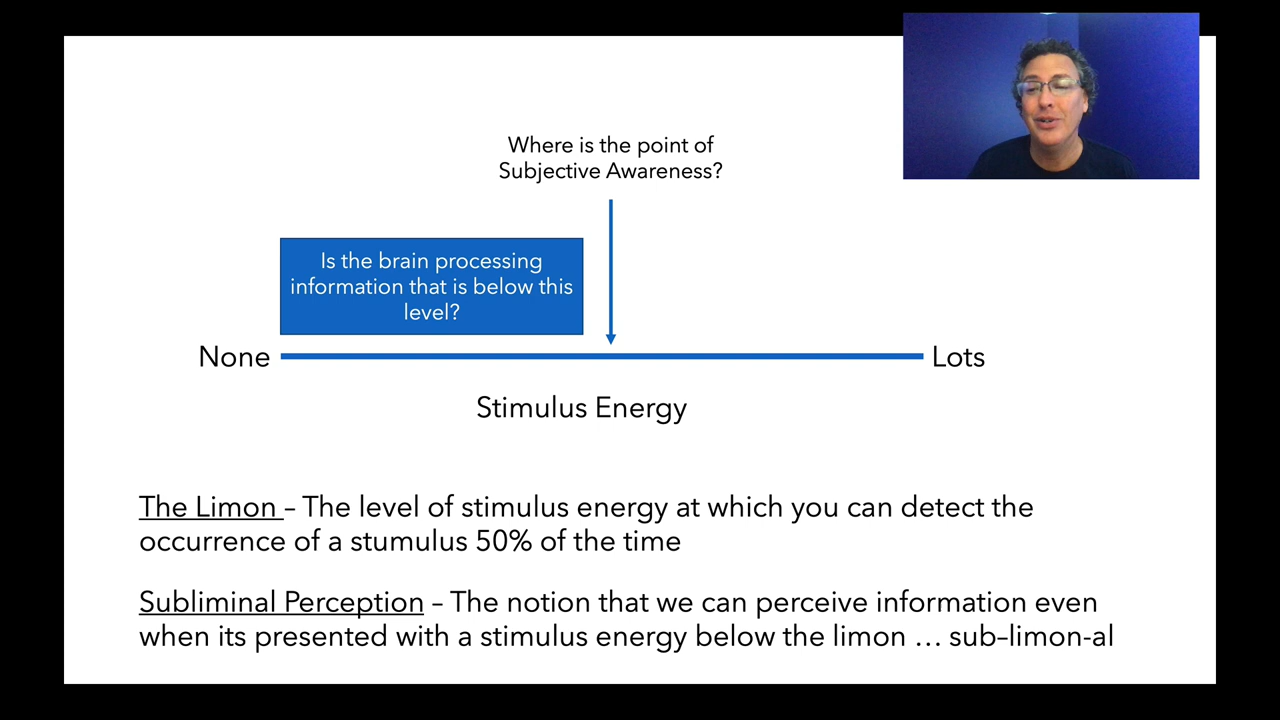 Where is the point of
Subjective Awareness?
Is the brain processing
information that is below this
level?
None
Lots
Stimulus Energy
The Limon – The level of stimulus energy at which you can detect the
occurrence of a stumulus 50% of the time
Subliminal Perception – The notion that we can perceive information even
when its presented with a stimulus energy below the limon … sub–limon-al